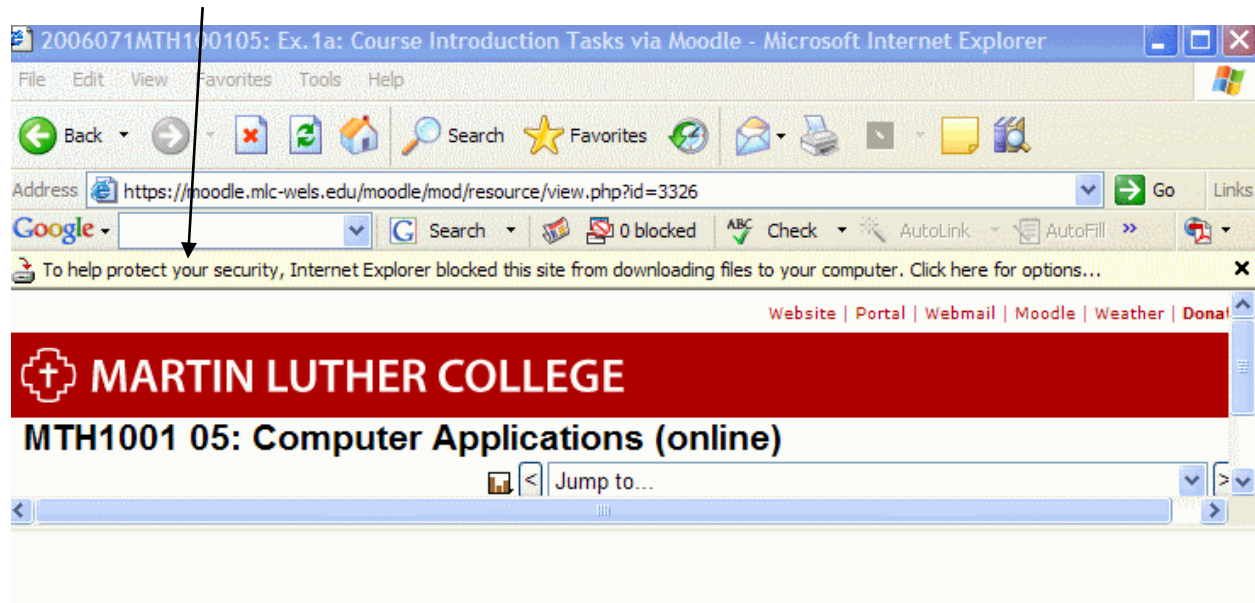 2006071MTH100105: Ex.1a: Course Introduction Tasks via Moodle - Microsoft Internet Explorer
File Edit View Favorites Tools Help
Back Search Favorites
Address https://moodle.mlc-wels.edu/moodle/mod/resource/view.php?id=3326 Go Links
Google G Search 0 blocked ABC Check AutoLink AutoFill »
To help protect your security, Internet Explorer blocked this site from downloading files to your computer. Click here for options...
Website | Portal | Webmail | Moodle | Weather | Donat
MARTIN LUTHER COLLEGE
MTH1001 05: Computer Applications (online)
< Jump to... >